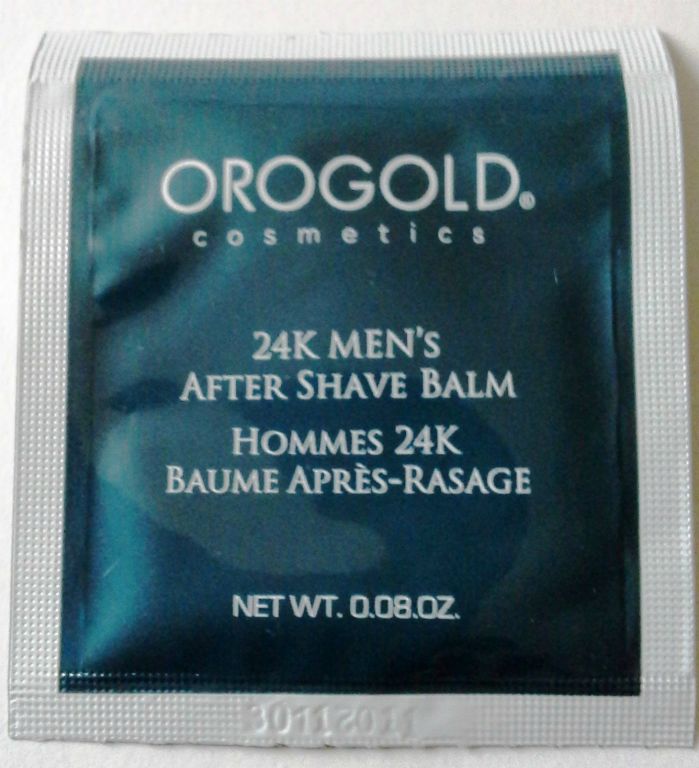 OROGOLD®
cosmetics
24K MEN'S
AFTER SHAVE BALM
HOMMES 24K
BAUME APRÈS-RASAGE
NET WT. 0.08.OZ.
30112011